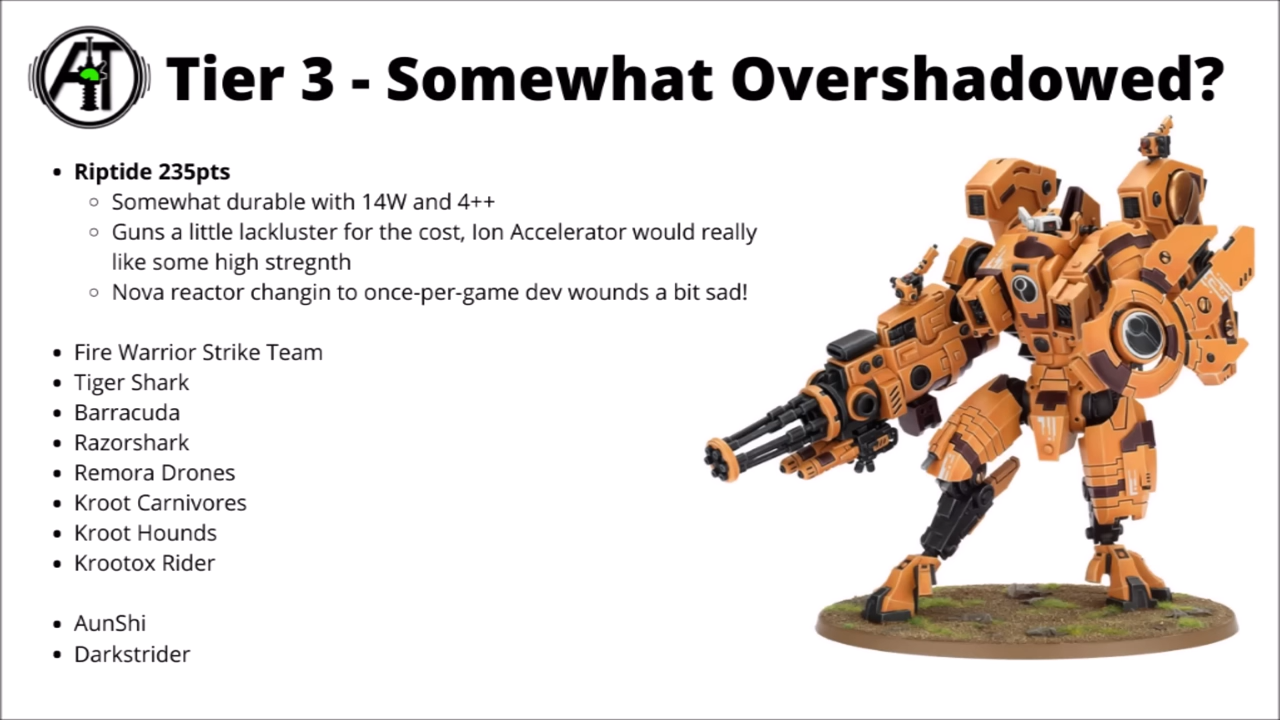 AT
Tier 3 - Somewhat Overshadowed?
• Riptide 235pts
◦ Somewhat durable with 14W and 4++
◦ Guns a little lackluster for the cost, Ion Accelerator would really
like some high stregnth
◦ Nova reactor changin to once-per-game dev wounds a bit sad!
• Fire Warrior Strike Team
• Tiger Shark
• Barracuda
• Razorshark
• Remora Drones
• Kroot Carnivores
• Kroot Hounds
• Krootox Rider
• AunShi
• Darkstrider